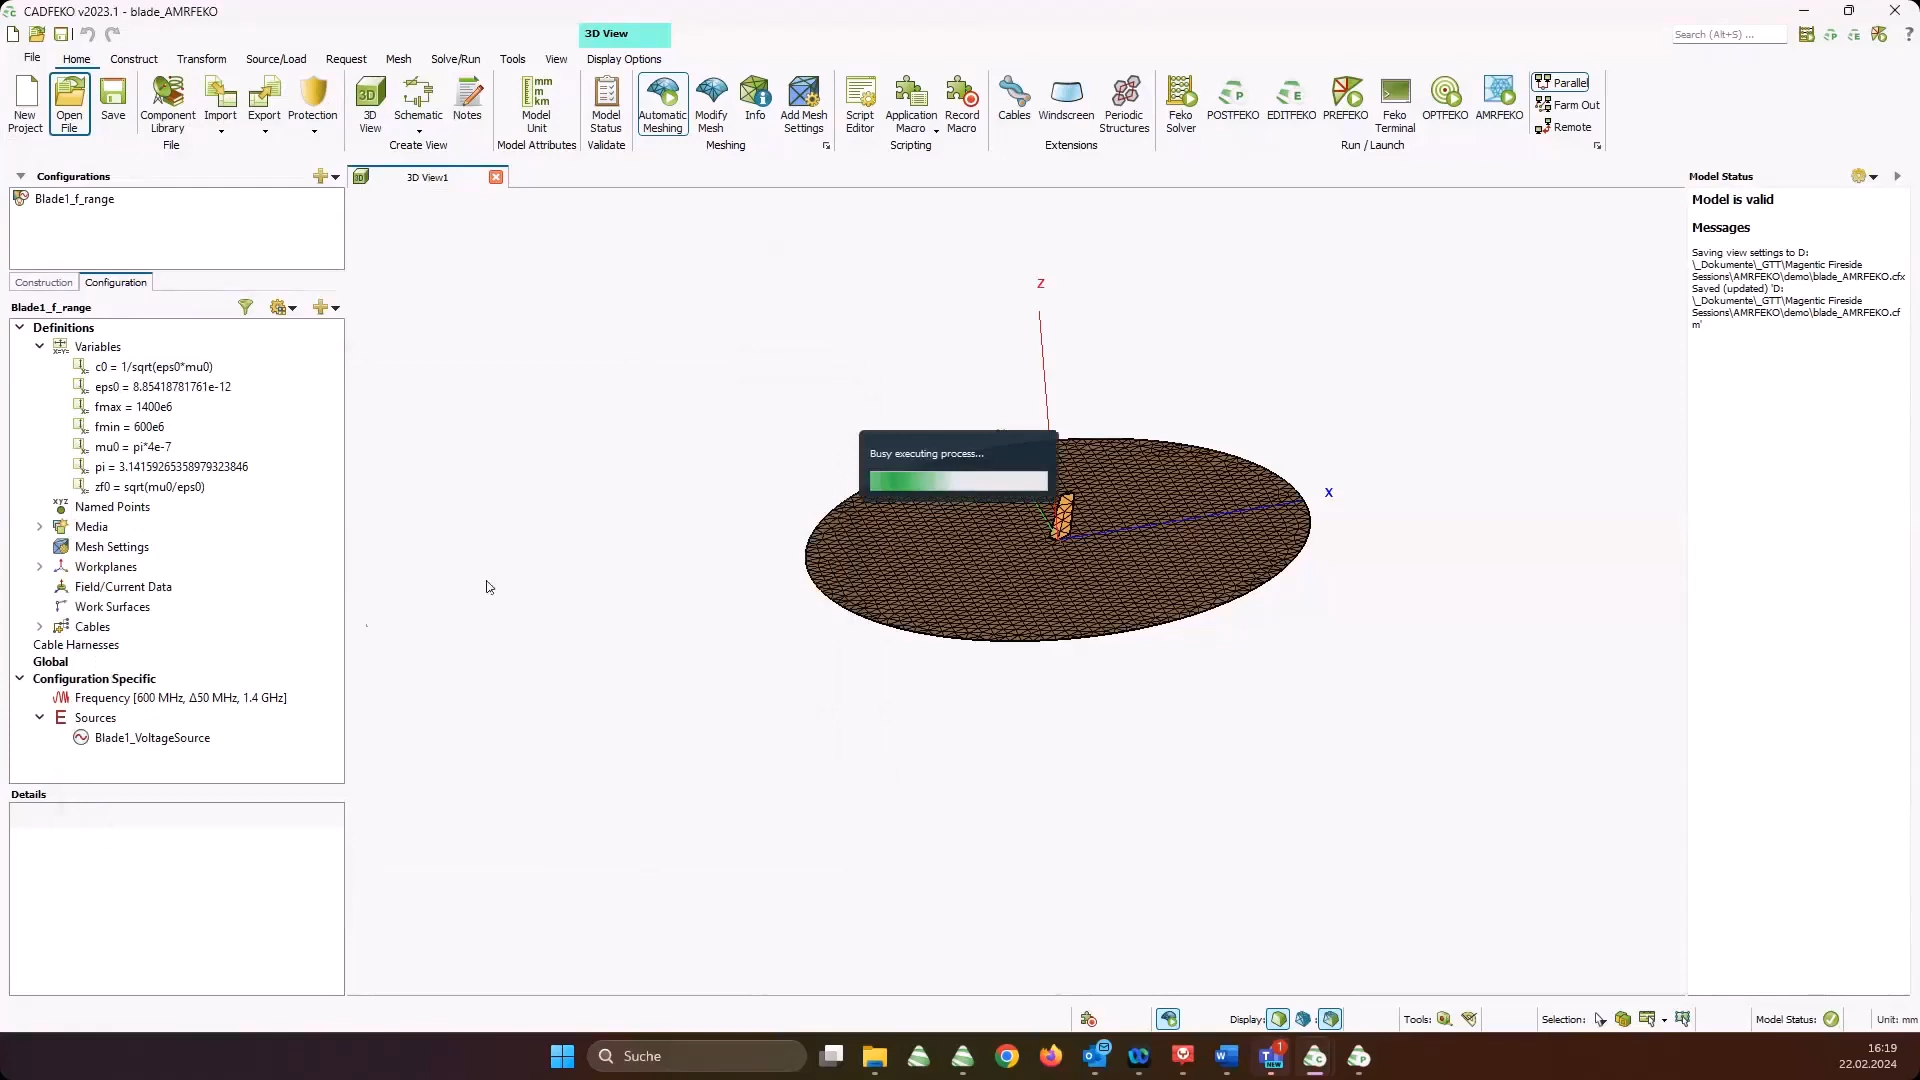 CADFEKO v2023.1 - blade_AMRFEKO
3D View
Search (Alt+S) ...
File
Home
Construct
Transform
Source/Load
Request
Mesh
Solve/Run
Tools
View
Display Options
New Project
Open File
Save
Component Library
Import
Export
Protection
3D View
Schematic
Notes
Model Unit
Model Status
Automatic Meshing
Modify Mesh
Info
Add Mesh Settings
Script Editor
Application Macro
Record Macro
Cables
Windscreen
Periodic Structures
Feko Solver
POSTFEKO
EDITFEKO
PREFEKO
Feko Terminal
OPTFEKO
AMRFEKO
Parallel
Farm Out
Remote
File
Create View
Model Attributes
Validate
Meshing
Scripting
Extensions
Run / Launch
Configurations
Blade1_f_range
Construction
Configuration
Blade1_f_range
Definitions
Variables
c0 = 1/sqrt(eps0*mu0)
eps0 = 8.85418781761e-12
fmax = 1400e6
fmin = 600e6
mu0 = pi*4e-7
pi = 3.14159265358979323846
zf0 = sqrt(mu0/eps0)
Named Points
Media
Mesh Settings
Workplanes
Field/Current Data
Work Surfaces
Cables
Cable Harnesses
Global
Configuration Specific
Frequency [600 MHz, Δ50 MHz, 1.4 GHz]
Sources
Blade1_VoltageSource
Details
3D View1
Z
X
Busy executing process...
Model Status
Model is valid
Messages
Saving view settings to D:
\_Dokumente\_GTT\Magentic Fireside
Sessions\AMRFEKO\demo\blade_AMRFEKO.cfx
Saved (updated) 'D:
\_Dokumente\_GTT\Magentic Fireside
Sessions\AMRFEKO\demo\blade_AMRFEKO.cf
m'
Display:
Tools:
Selection:
Model Status:
Unit: mm
Suche
16:19
22.02.2024